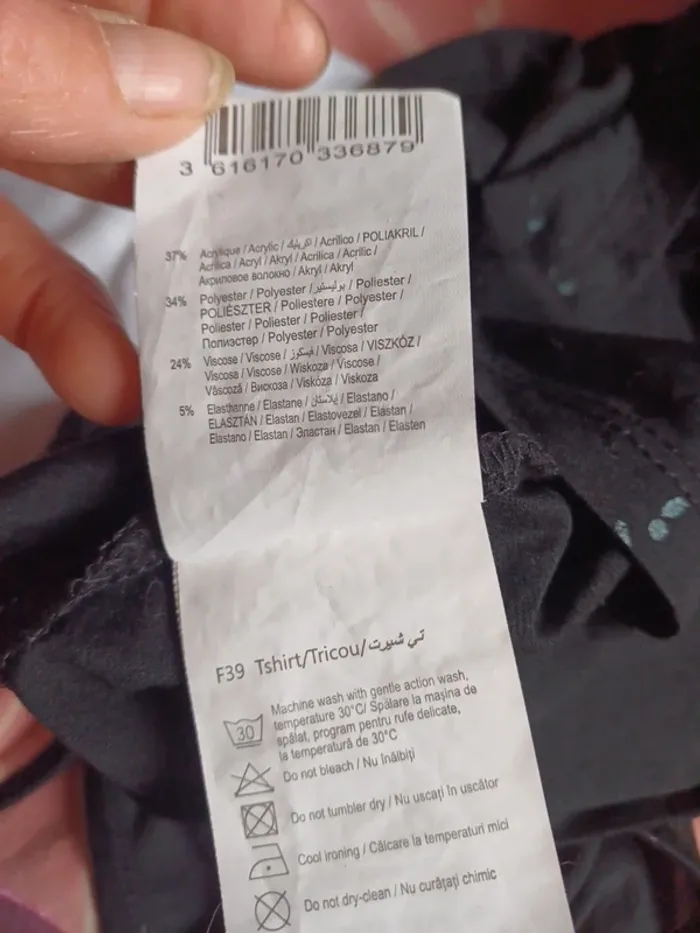 3 616170 336879
37% Acrylique / Acrylic / اكريليك / Acrílico / POLIAKRIL /
Acrilica / Acryl / Akryl / Acrílica / Acrilic /
Акриловое волокно / Akryl / Akryl
34% Polyester / Polyester / بوليستير / Poliester /
POLIÉSZTER / Poliestere / Polyester /
Poliester / Poliester / Poliester /
Полиэстер / Polyester / Polyester
24% Viscose / Viscose / فيسكوز / Viscosa / VISZKÓZ /
Viscosa / Viscose / Wiskoza / Viscose /
Vâscoză / Вискоза / Viskóza / Viskoza
5% Elasthanne / Elastane / إيلاستان / Elastano /
ELASZTÁN / Elastan / Elastovezel / Elastan /
Elastano / Elastan / Эластан / Elastan / Elasten
F39 Tshirt/Tricou/تي شيرت
Machine wash with gentle action wash,
temperature 30°C/ Spălare la mașina de
spălat, program pentru rufe delicate,
la temperatură de 30°C
30
Do not bleach / Nu înălbiți
Do not tumbler dry / Nu uscați în uscător
Cool ironing / Călcare la temperaturi mici
Do not dry-clean / Nu curățați chimic